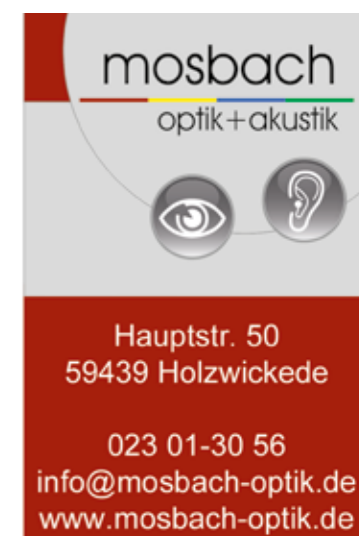 mosbach
optik+akustik
Hauptstr. 50
59439 Holzwickede
023 01-30 56
info@mosbach-optik.de
www.mosbach-optik.de